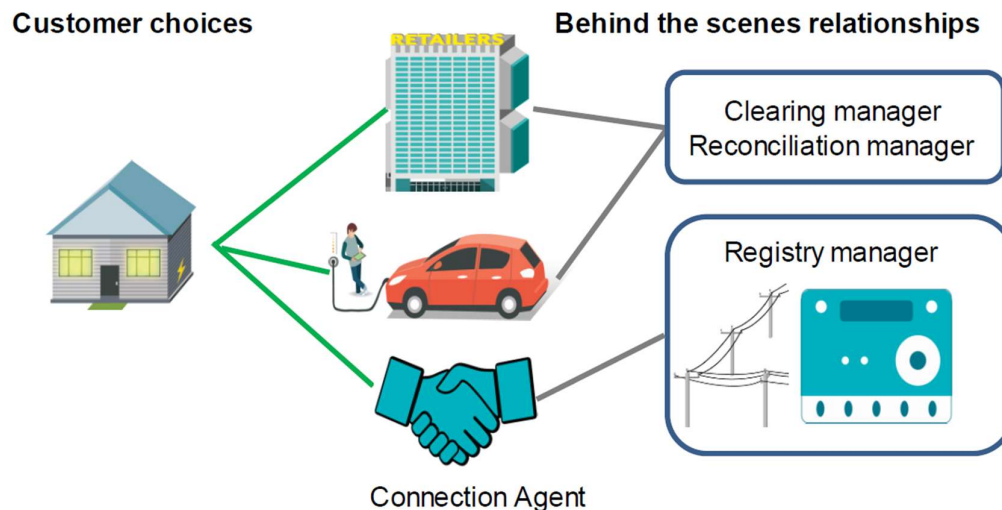 Customer choices
Behind the scenes relationships
RETAILERS
Clearing manager
Reconciliation manager
Registry manager
Connection Agent